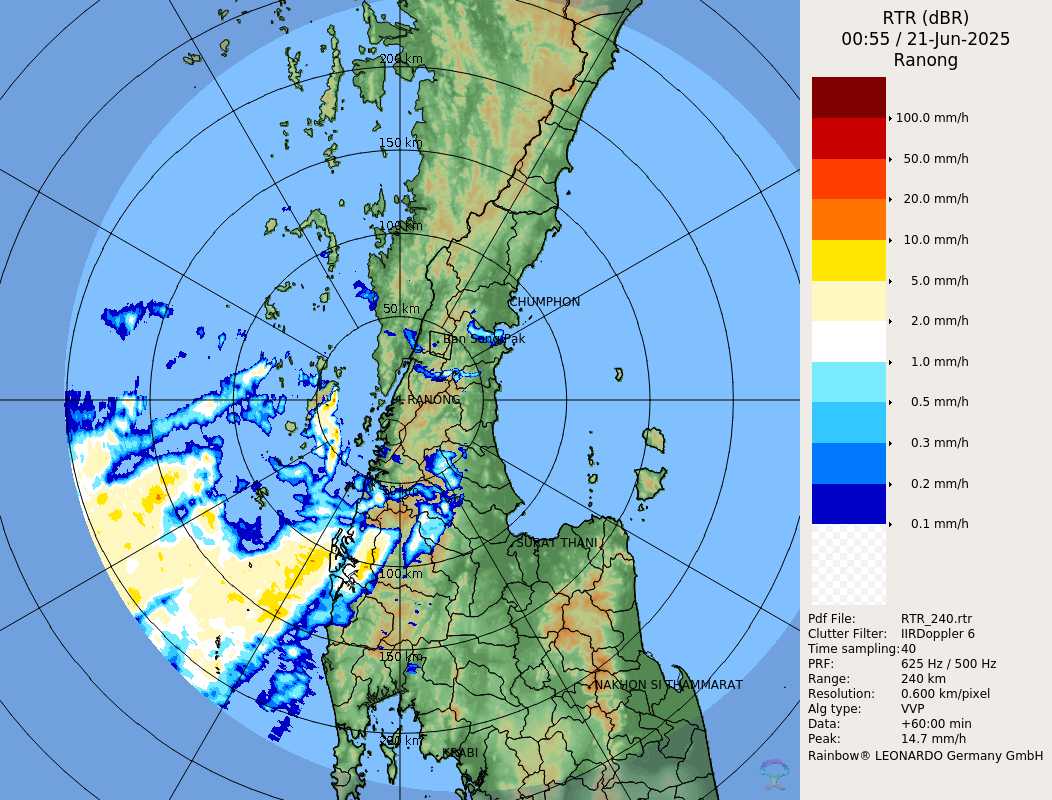 RTR (dBR)
00:55 / 21-Jun-2025
Ranong
100.0 mm/h
50.0 mm/h
20.0 mm/h
10.0 mm/h
5.0 mm/h
2.0 mm/h
1.0 mm/h
0.5 mm/h
0.3 mm/h
0.2 mm/h
0.1 mm/h
Pdf File: RTR_240.rtr
Clutter Filter: IIRDoppler 6
Time sampling: 40
PRF: 625 Hz / 500 Hz
Range: 240 km
Resolution: 0.600 km/pixel
Alg type: VVP
Data: +60:00 min
Peak: 14.7 mm/h
Rainbow® LEONARDO Germany GmbH
200 km
150 km
100 km
50 km
CHUMPHON
RANONG
50 km
SURAT THANI
100 km
150 km
NAKHON SI THAMMARAT
200 km
KRABI